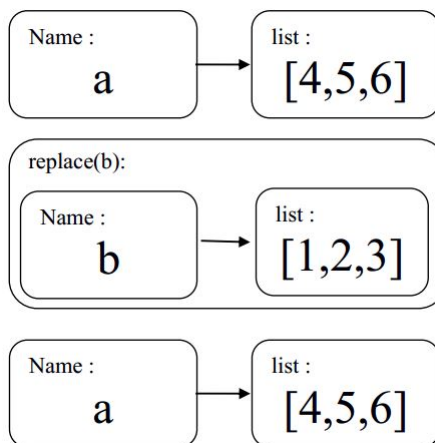 Name :
a
list :
[4,5,6]
replace(b):
Name :
b
list :
[1,2,3]
Name :
a
list :
[4,5,6]